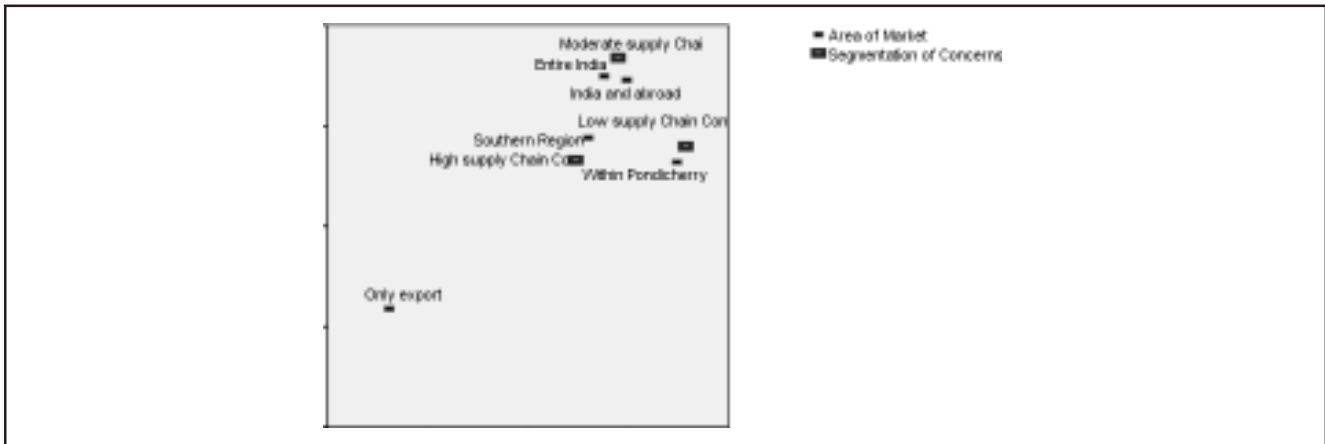 Moderate supply Chai
Entire India
India and abroad
Low supply Chain Con
Southern Region
High supply Chain Co
Within Pondicherry
Only export
Area of Market
Segmentation of Concerns